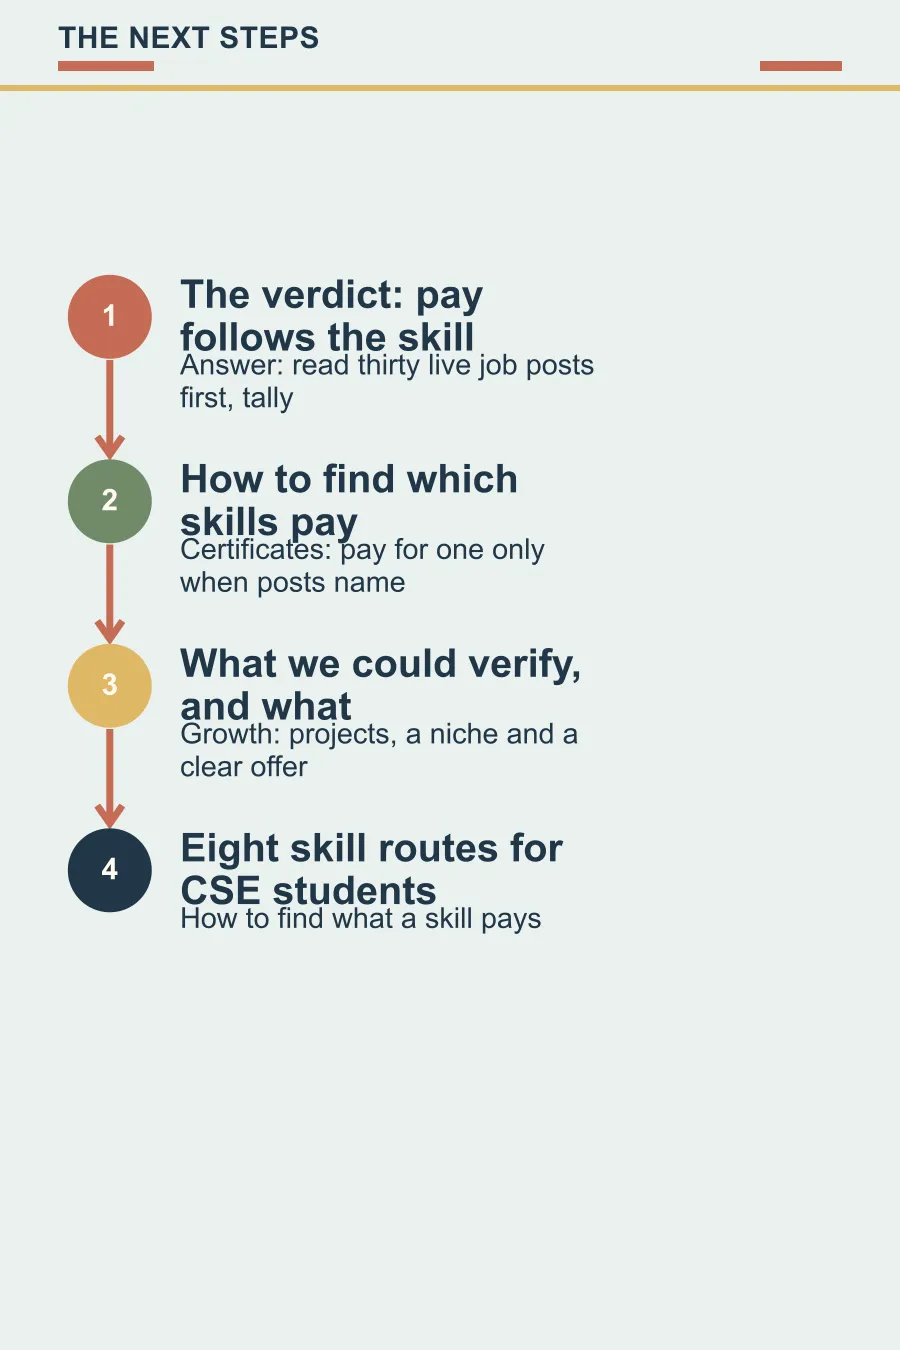 THE NEXT STEPS
1
The verdict: pay
follows the skill
Answer: read thirty live job posts
first, tally
2
How to find which
skills pay
Certificates: pay for one only
when posts name
3
What we could verify,
and what
Growth: projects, a niche and a
clear offer
4
Eight skill routes for
CSE students
How to find what a skill pays